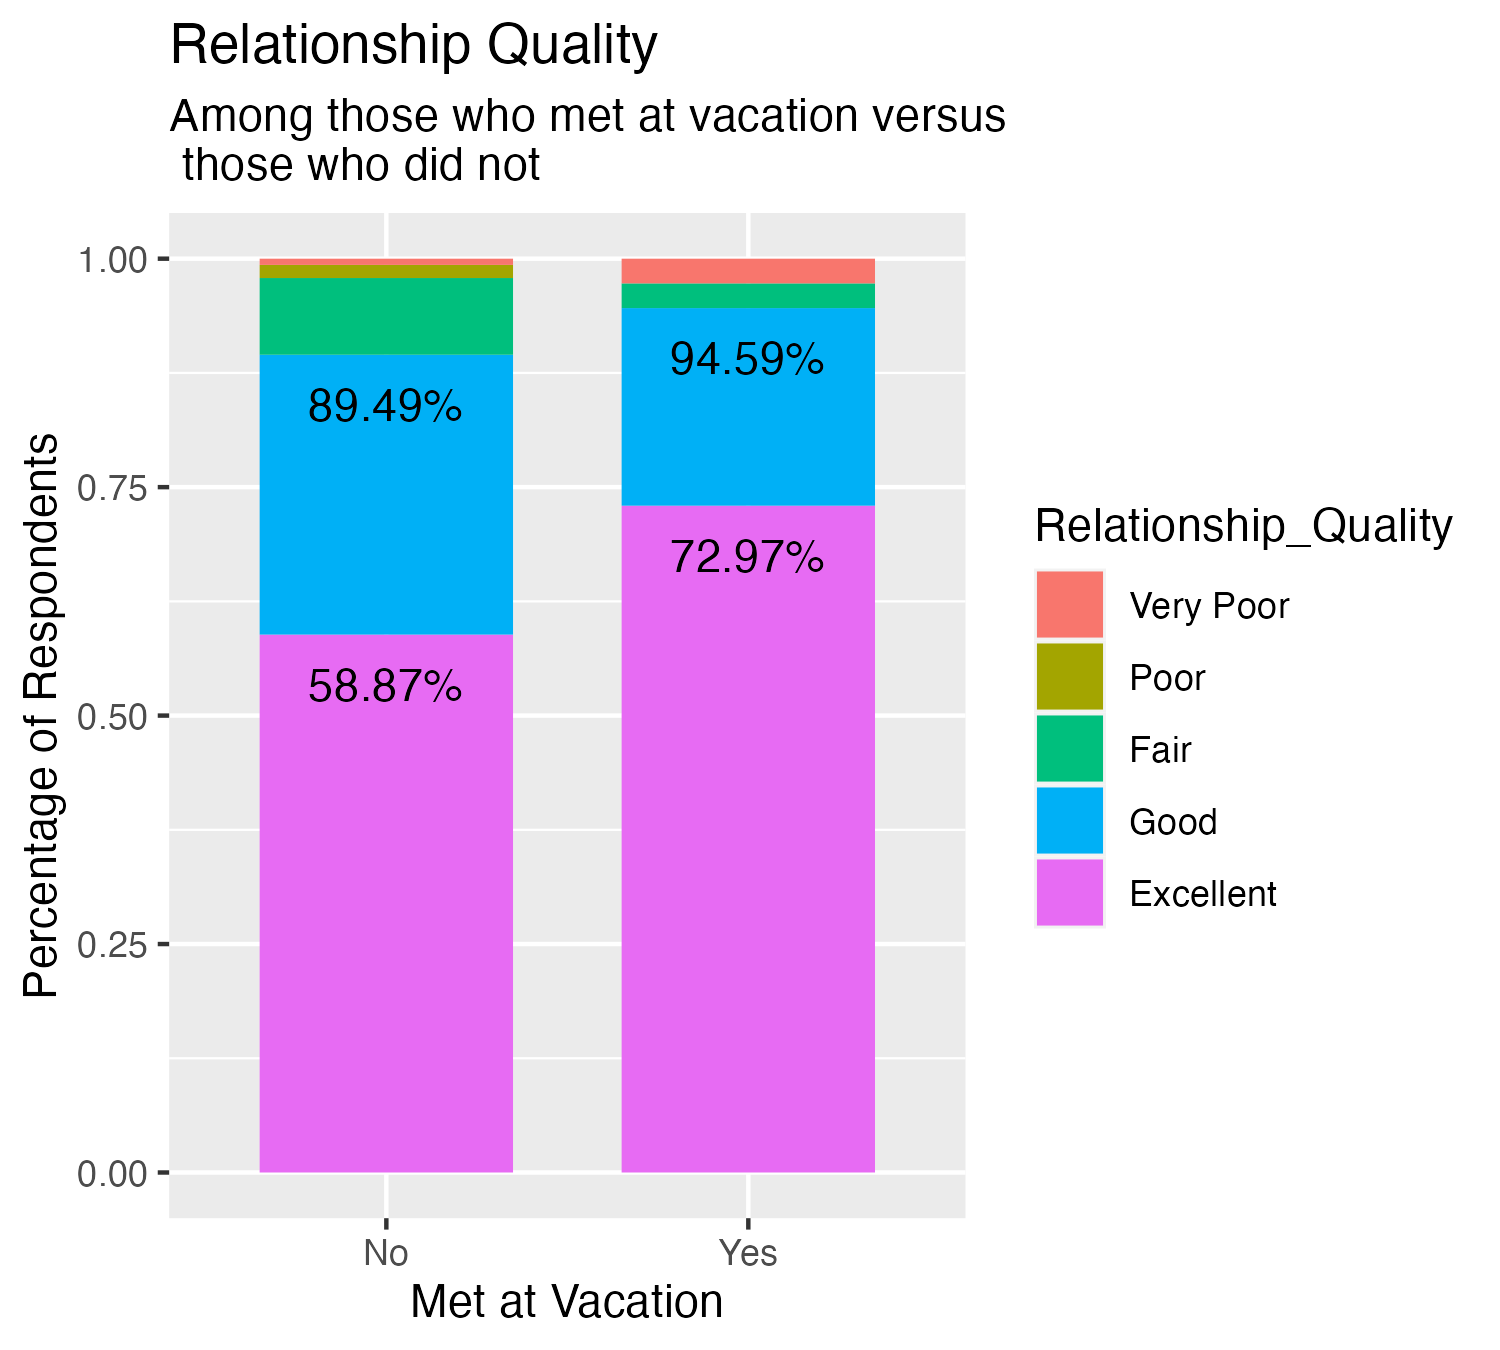 Relationship Quality
Among those who met at vacation versus
those who did not
Percentage of Respondents
1.00
0.75
0.50
0.25
0.00
89.49%
58.87%
94.59%
72.97%
No
Yes
Met at Vacation
Relationship_Quality
Very Poor
Poor
Fair
Good
Excellent